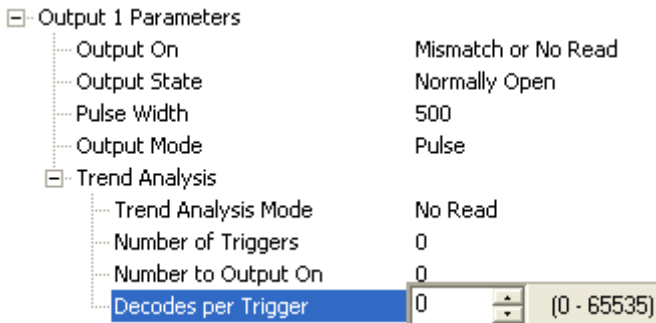 Output 1 Parameters
Output On Mismatch or No Read
Output State Normally Open
Pulse Width 500
Output Mode Pulse
Trend Analysis
Trend Analysis Mode No Read
Number of Triggers 0
Number to Output On 0
Decodes per Trigger 0 (0 - 65535)